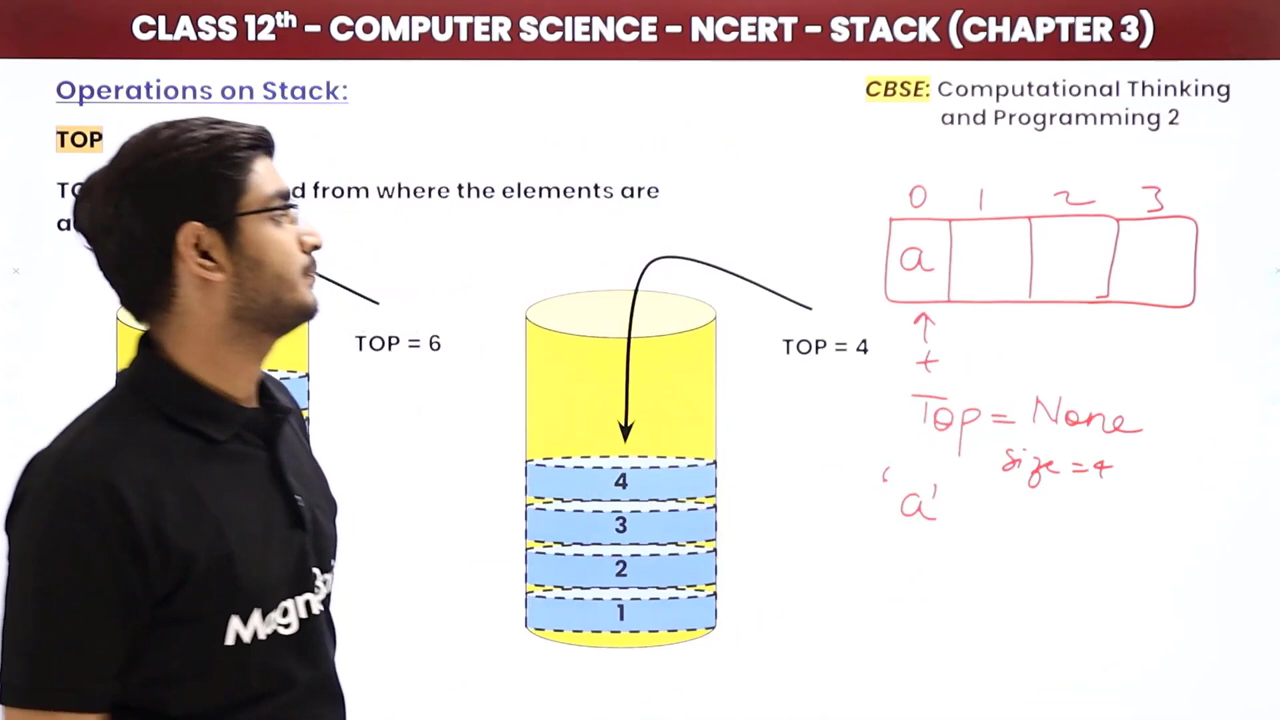 CLASS 12th - COMPUTER SCIENCE - NCERT - STACK (CHAPTER 3)
Operations on Stack:
CBSE: Computational Thinking
and Programming 2
TOP
from where the elements are
0 1 2 3
a
TOP = 6
TOP = 4
Top = None
size = 4
'a'
4
3
2
1